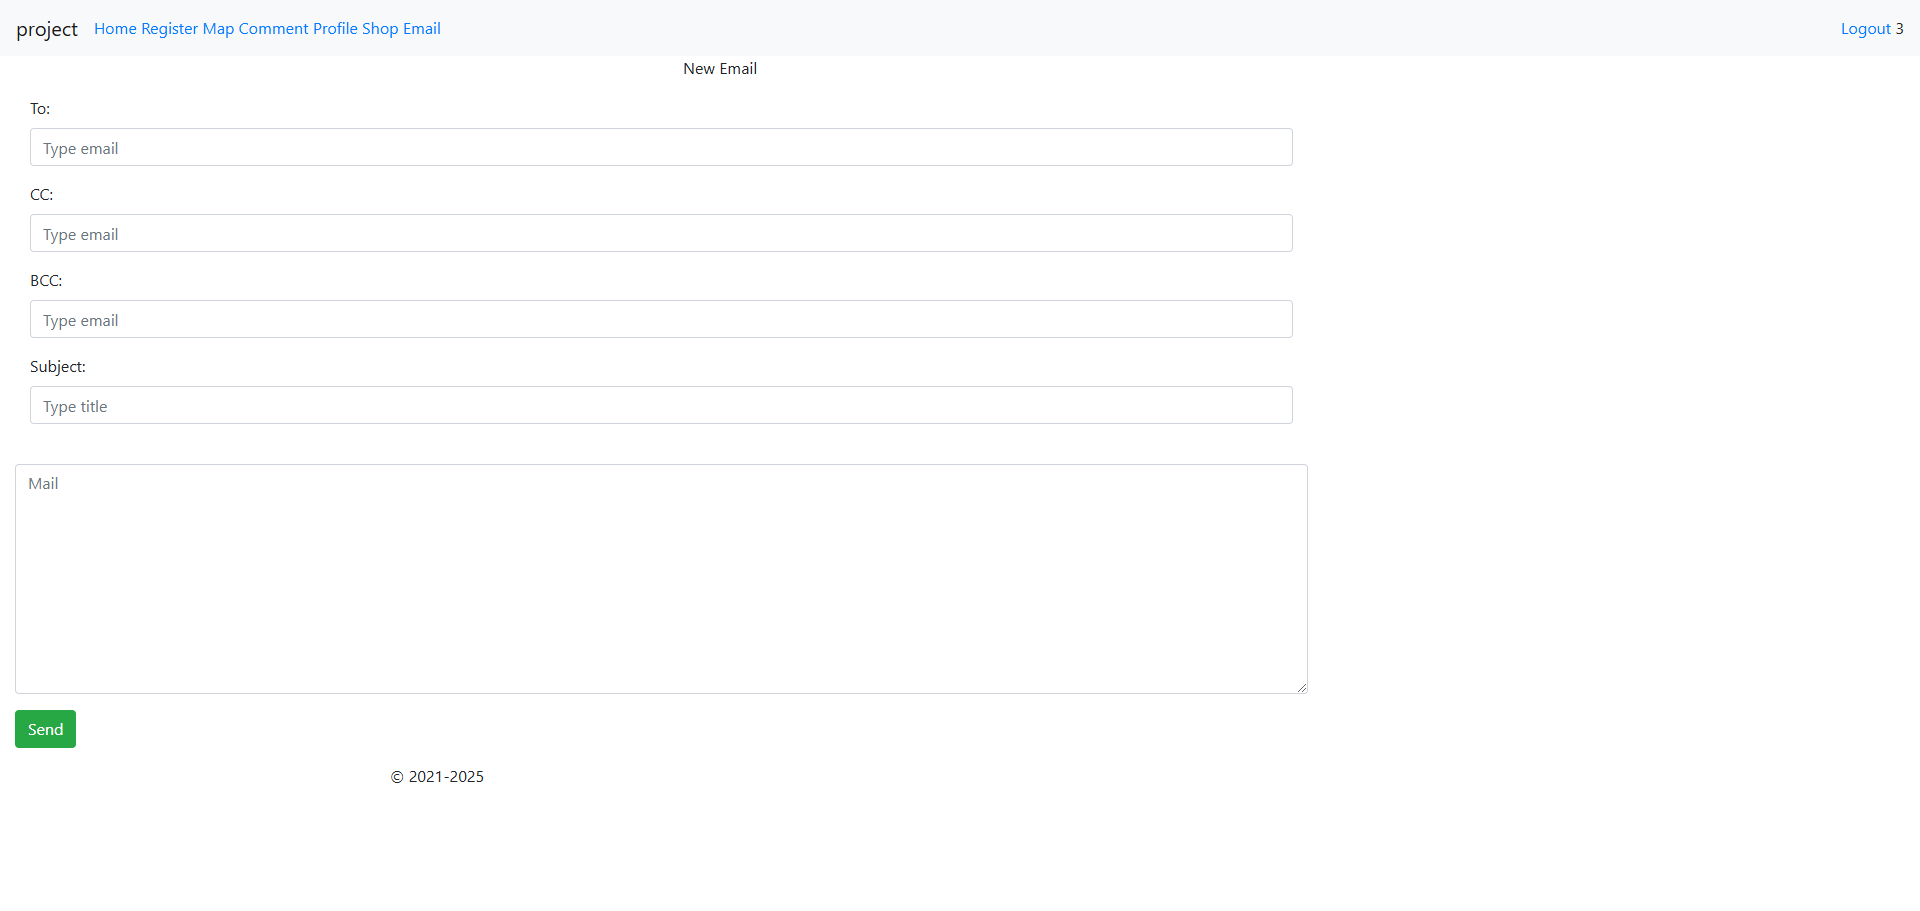 project Home Register Map Comment Profile Shop Email Logout 3
New Email
To:
Type email
CC:
Type email
BCC:
Type email
Subject:
Type title
Mail
Send
© 2021-2025